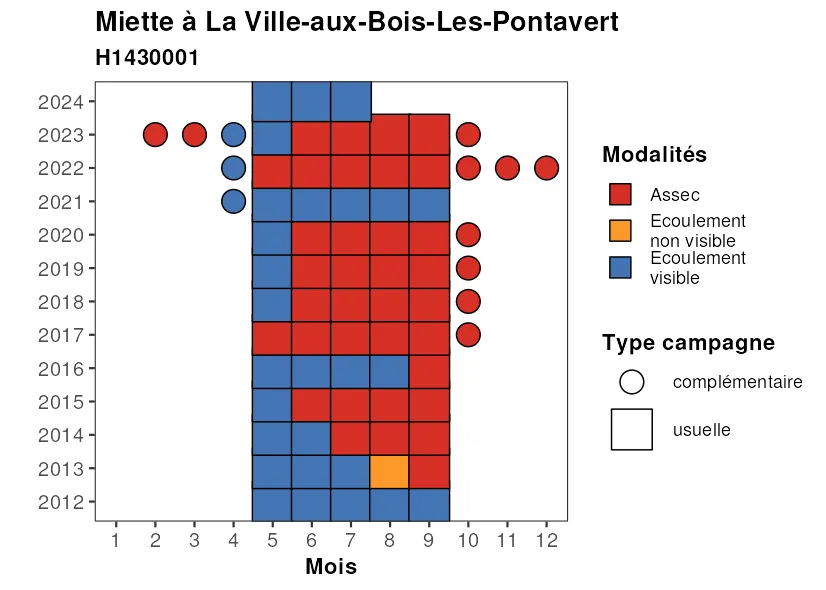 Miette à La Ville-aux-Bois-Les-Pontavert
H1430001
2024
2023
2022
2021
2020
2019
2018
2017
2016
2015
2014
2013
2012
1 2 3 4 5 6 7 8 9 10 11 12
Mois
Modalités
Assec
Ecoulement
non visible
Ecoulement
visible
Type campagne
complémentaire
usuelle